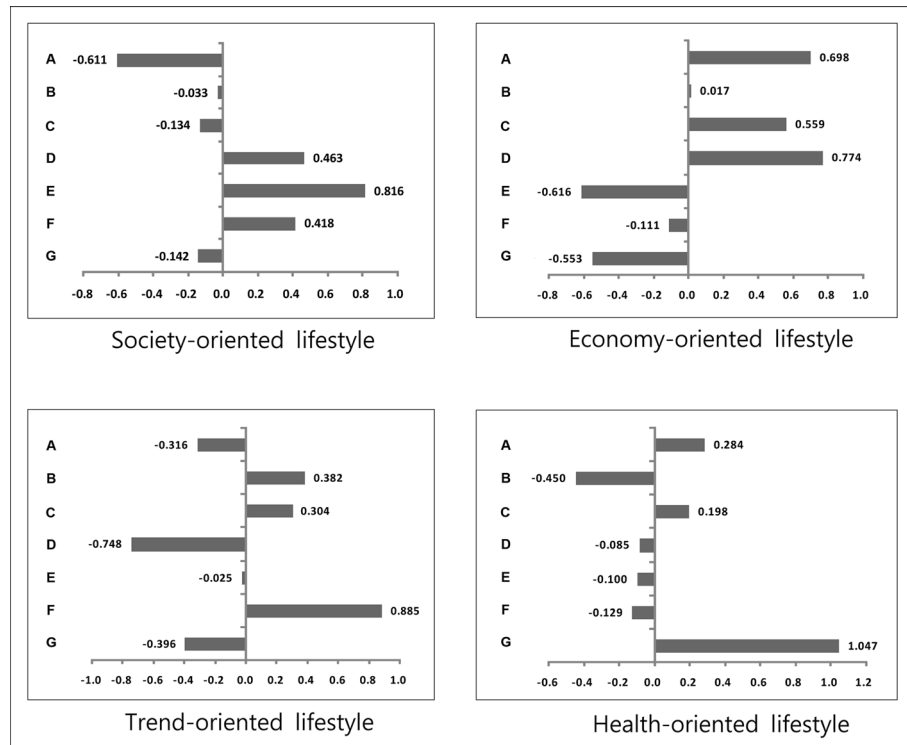 A -0.611
B -0.033
C -0.134
D 0.463
E 0.816
F 0.418
G -0.142
-0.8 -0.6 -0.4 -0.2 0.0 0.2 0.4 0.6 0.8 1.0
Society-oriented lifestyle
A 0.698
B 0.017
C 0.559
D 0.774
E -0.616
F -0.111
G -0.553
-0.8 -0.6 -0.4 -0.2 0.0 0.2 0.4 0.6 0.8 1.0
Economy-oriented lifestyle
A -0.316
B 0.382
C 0.304
D -0.748
E -0.025
F 0.885
G -0.396
-1.0 -0.8 -0.6 -0.4 -0.2 0.0 0.2 0.4 0.6 0.8 1.0
Trend-oriented lifestyle
A 0.284
B -0.450
C 0.198
D -0.085
E -0.100
F -0.129
G 1.047
-0.6 -0.4 -0.2 0.0 0.2 0.4 0.6 0.8 1.0 1.2
Health-oriented lifestyle